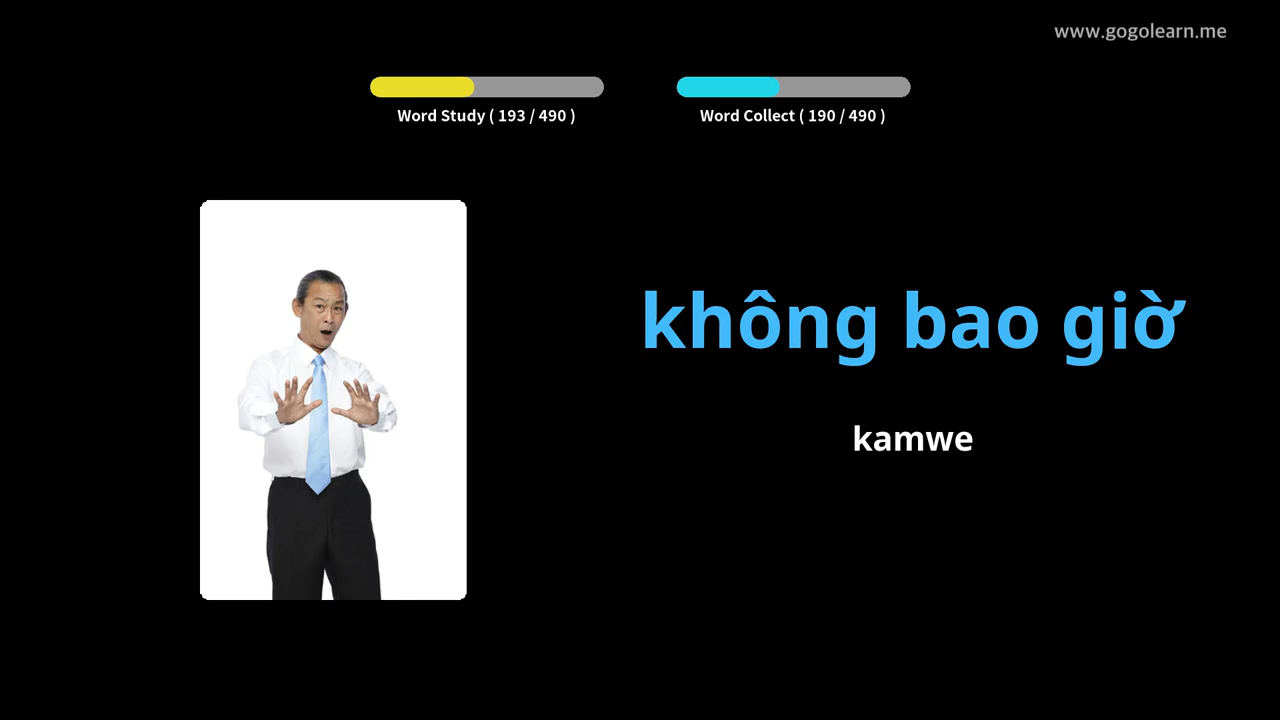 www.gogolearn.me
Word Study ( 193 / 490 )
Word Collect ( 190 / 490 )
không bao giờ
kamwe